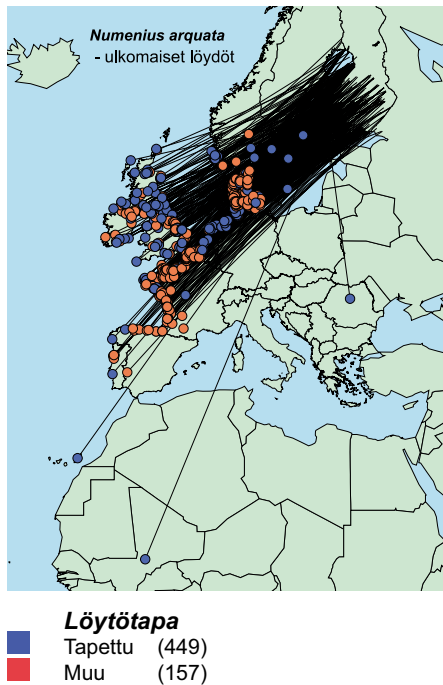 Numenius arquata
- ulkomaiset löydöt
Löytötapa
Tapettu (449)
Muu (157)